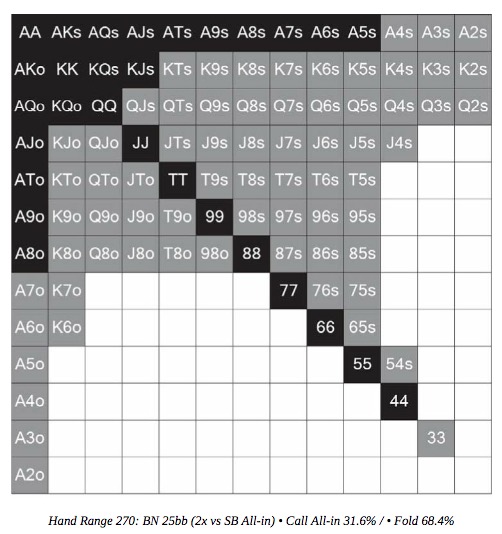 AA AKs AQs AJs ATs A9s A8s A7s A6s A5s A4s A3s A2s
AKo KK KQs KJs KTs K9s K8s K7s K6s K5s K4s K3s K2s
AQo KQo QQ QJs QTs Q9s Q8s Q7s Q6s Q5s Q4s Q3s Q2s
AJo KJo QJo JJ JTs J9s J8s J7s J6s J5s J4s
ATo KTo QTo JTo TT T9s T8s T7s T6s T5s
A9o K9o Q9o J9o T9o 99 98s 97s 96s 95s
A8o K8o Q8o J8o T8o 98o 88 87s 86s 85s
A7o K7o 77 76s 75s
A6o K6o 66 65s
A5o 55 54s
A4o 44
A3o 33
A2o
Hand Range 270: BN 25bb (2x vs SB All-in) • Call All-in 31.6% / • Fold 68.4%